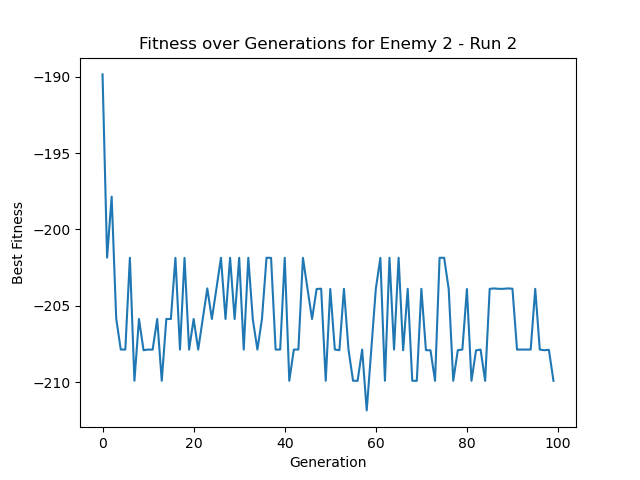 Fitness over Generations for Enemy 2 - Run 2
Best Fitness
−190
−195
−200
−205
−210
0 20 40 60 80 100
Generation